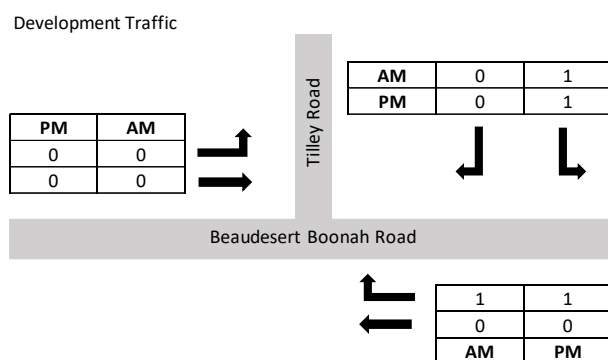 Development Traffic
AM 0 1
PM 0 1
PM AM
0 0
0 0
Tilley Road
Beaudesert Boonah Road
1 1
0 0
AM PM